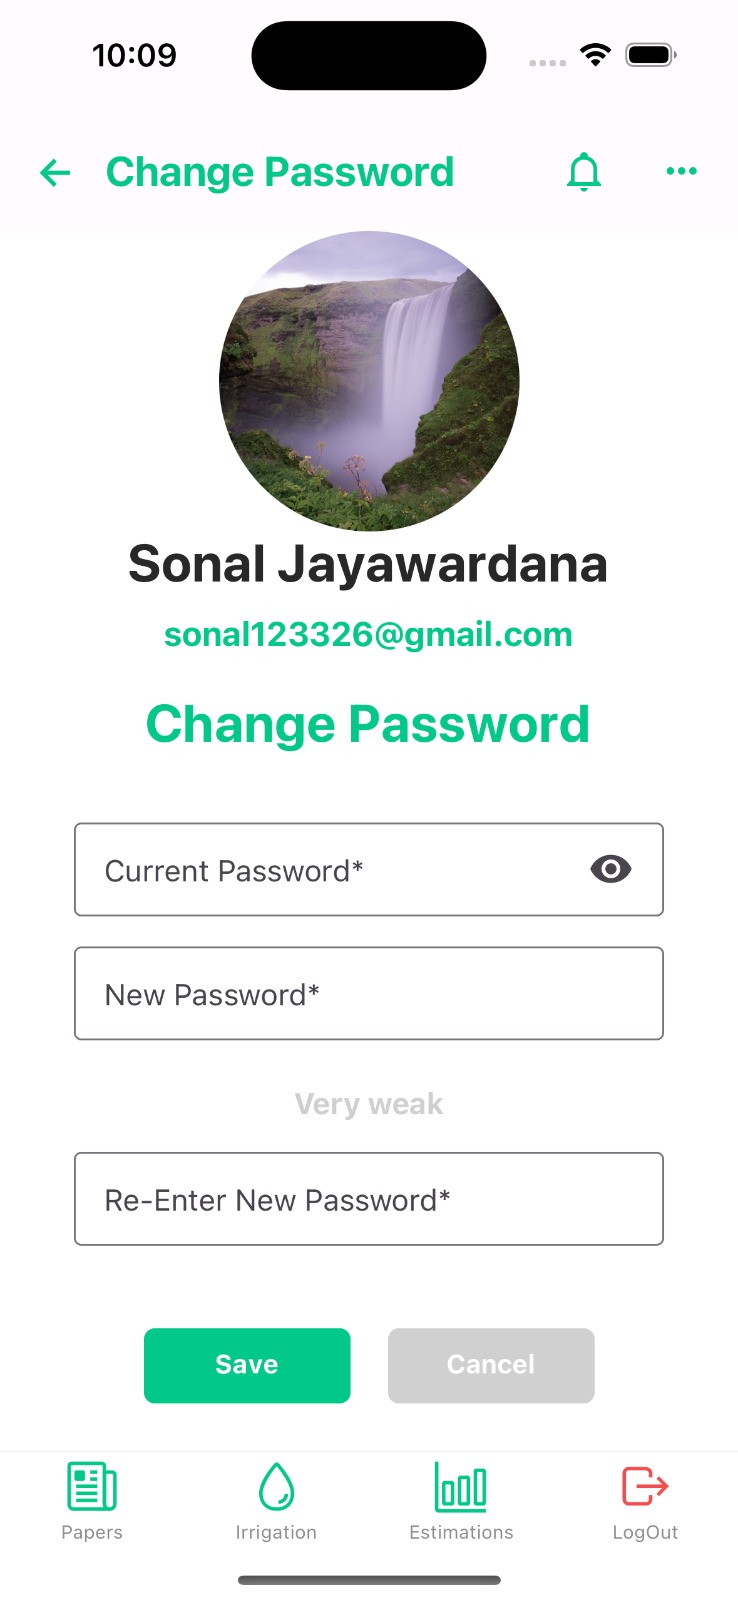 10:09
Change Password
Sonal Jayawardana
sonal123326@gmail.com
Change Password
Current Password*
New Password*
Very weak
Re-Enter New Password*
Save Cancel
Papers Irrigation Estimations LogOut